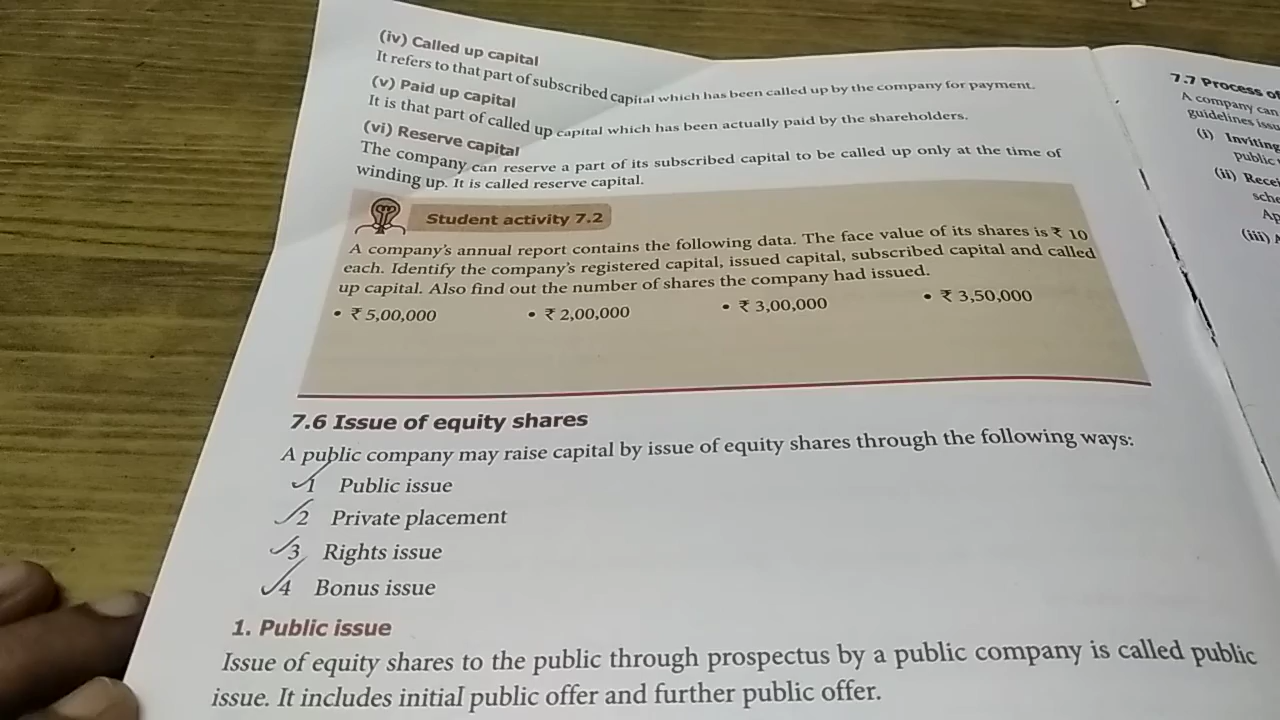 (iv) Called up capital
It refers to that part of subscribed capital which has been called up by the company for payment.
(v) Paid up capital
It is that part of called up capital which has been actually paid by the shareholders.
(vi) Reserve capital
The company can reserve a part of its subscribed capital to be called up only at the time of
winding up. It is called reserve capital.
Student activity 7.2
A company's annual report contains the following data. The face value of its shares is ₹ 10
each. Identify the company's registered capital, issued capital, subscribed capital and called
up capital. Also find out the number of shares the company had issued.
• ₹ 5,00,000 • ₹ 2,00,000 • ₹ 3,00,000 • ₹ 3,50,000
7.6 Issue of equity shares
A public company may raise capital by issue of equity shares through the following ways:
1 Public issue
2 Private placement
3 Rights issue
4 Bonus issue
1. Public issue
Issue of equity shares to the public through prospectus by a public company is called public
issue. It includes initial public offer and further public offer.
7.7 Process of
A company can
guidelines
(i) Inviting
public
(ii)
(iii)